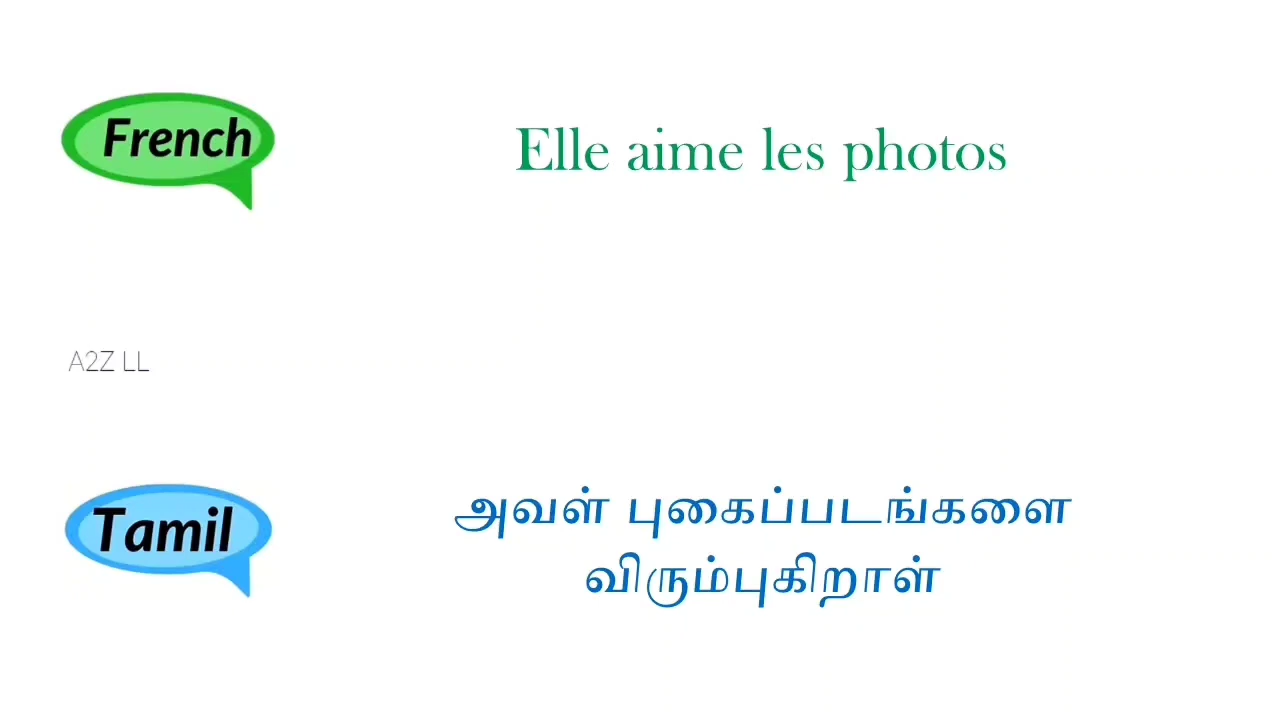 French
Elle aime les photos
A2Z LL
Tamil
அவள் புகைப்படங்களை
விரும்புகிறாள்